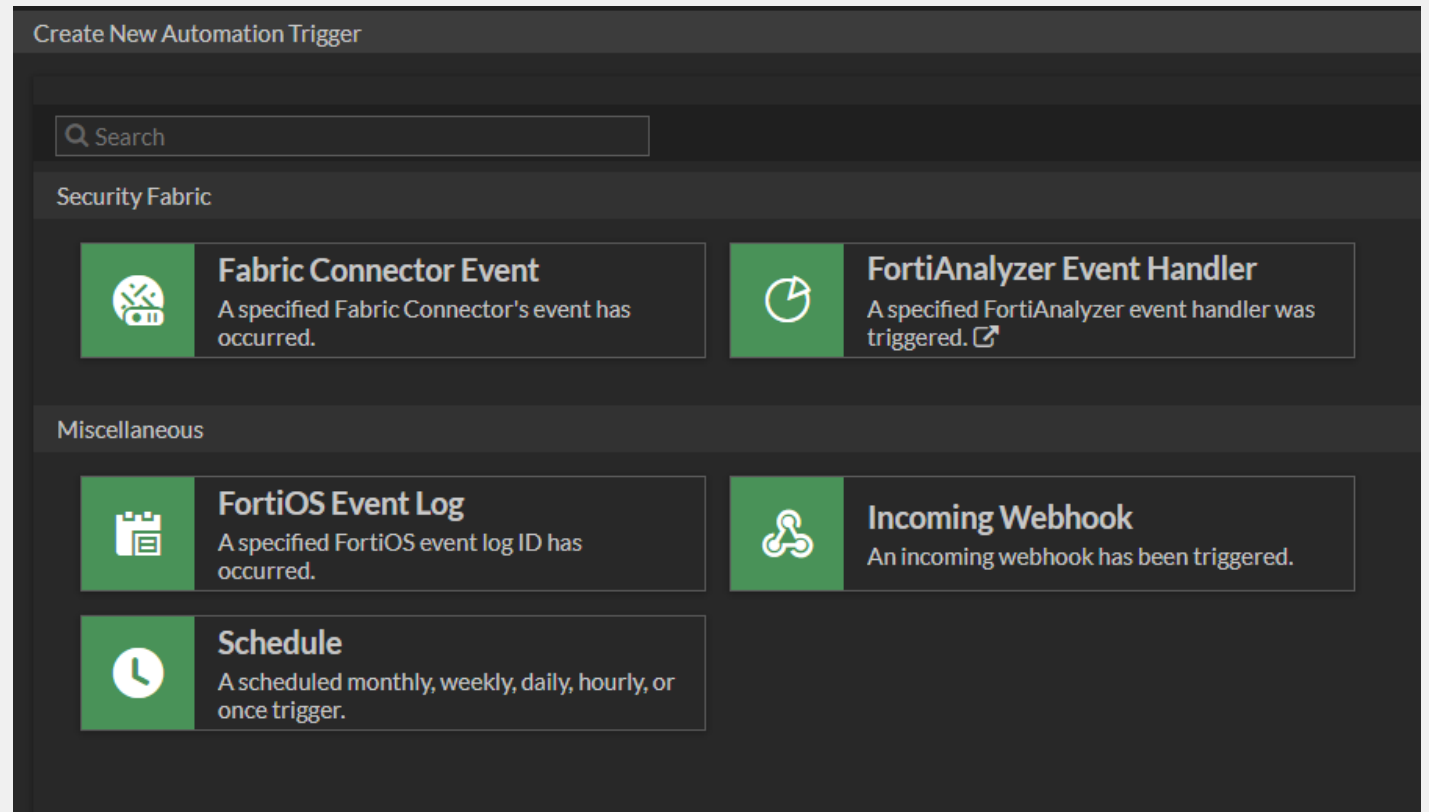 Create New Automation Trigger
Search
Security Fabric
Fabric Connector Event
A specified Fabric Connector's event has
occurred.
FortiAnalyzer Event Handler
A specified FortiAnalyzer event handler was
triggered.
Miscellaneous
FortiOS Event Log
A specified FortiOS event log ID has
occurred.
Incoming Webhook
An incoming webhook has been triggered.
Schedule
A scheduled monthly, weekly, daily, hourly, or
once trigger.